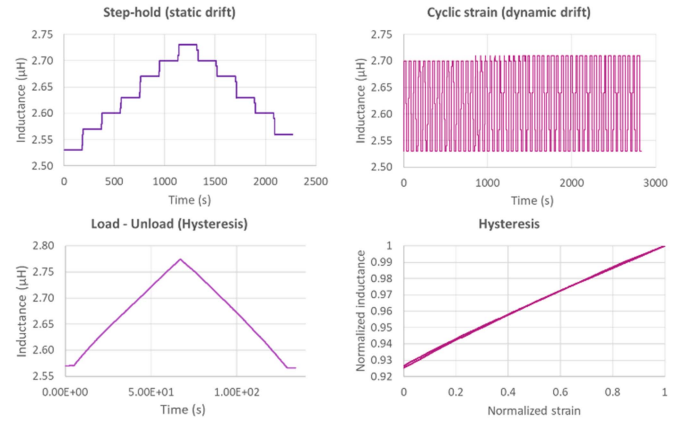 Step-hold (static drift)
Inductance (µH)
2.75
2.70
2.65
2.60
2.55
2.50
0
500
1000
1500
2000
2500
Time (s)
Cyclic strain (dynamic drift)
Inductance (µH)
2.75
2.70
2.65
2.60
2.55
2.50
0
1000
2000
3000
Time (s)
Load - Unload (Hysteresis)
Inductance (µH)
2.80
2.75
2.70
2.65
2.60
2.55
0.00E+00
5.00E+01
1.00E+02
Time (s)
Hysteresis
Normalized inductance
1
0.99
0.98
0.97
0.96
0.95
0.94
0.93
0.92
0
0.2
0.4
0.6
0.8
1
Normalized strain